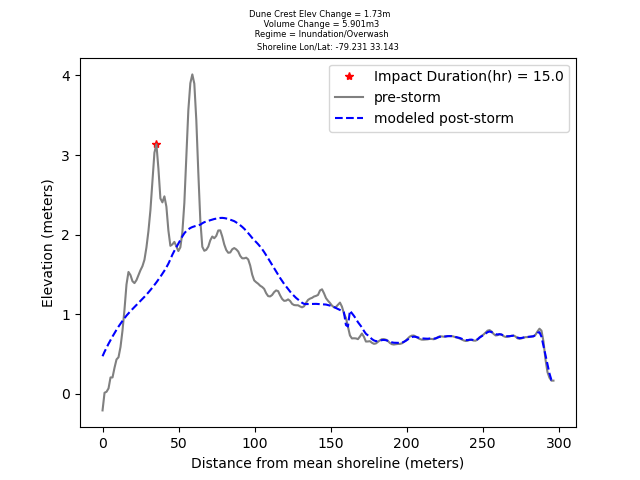 Dune Crest Elev Change = 1.73m
Volume Change = 5.901m3
Regime = Inundation/Overwash
Shoreline Lon/Lat: -79.231 33.143
Impact Duration(hr) = 15.0
pre-storm
modeled post-storm
Elevation (meters)
4
3
2
1
0
0 50 100 150 200 250 300
Distance from mean shoreline (meters)